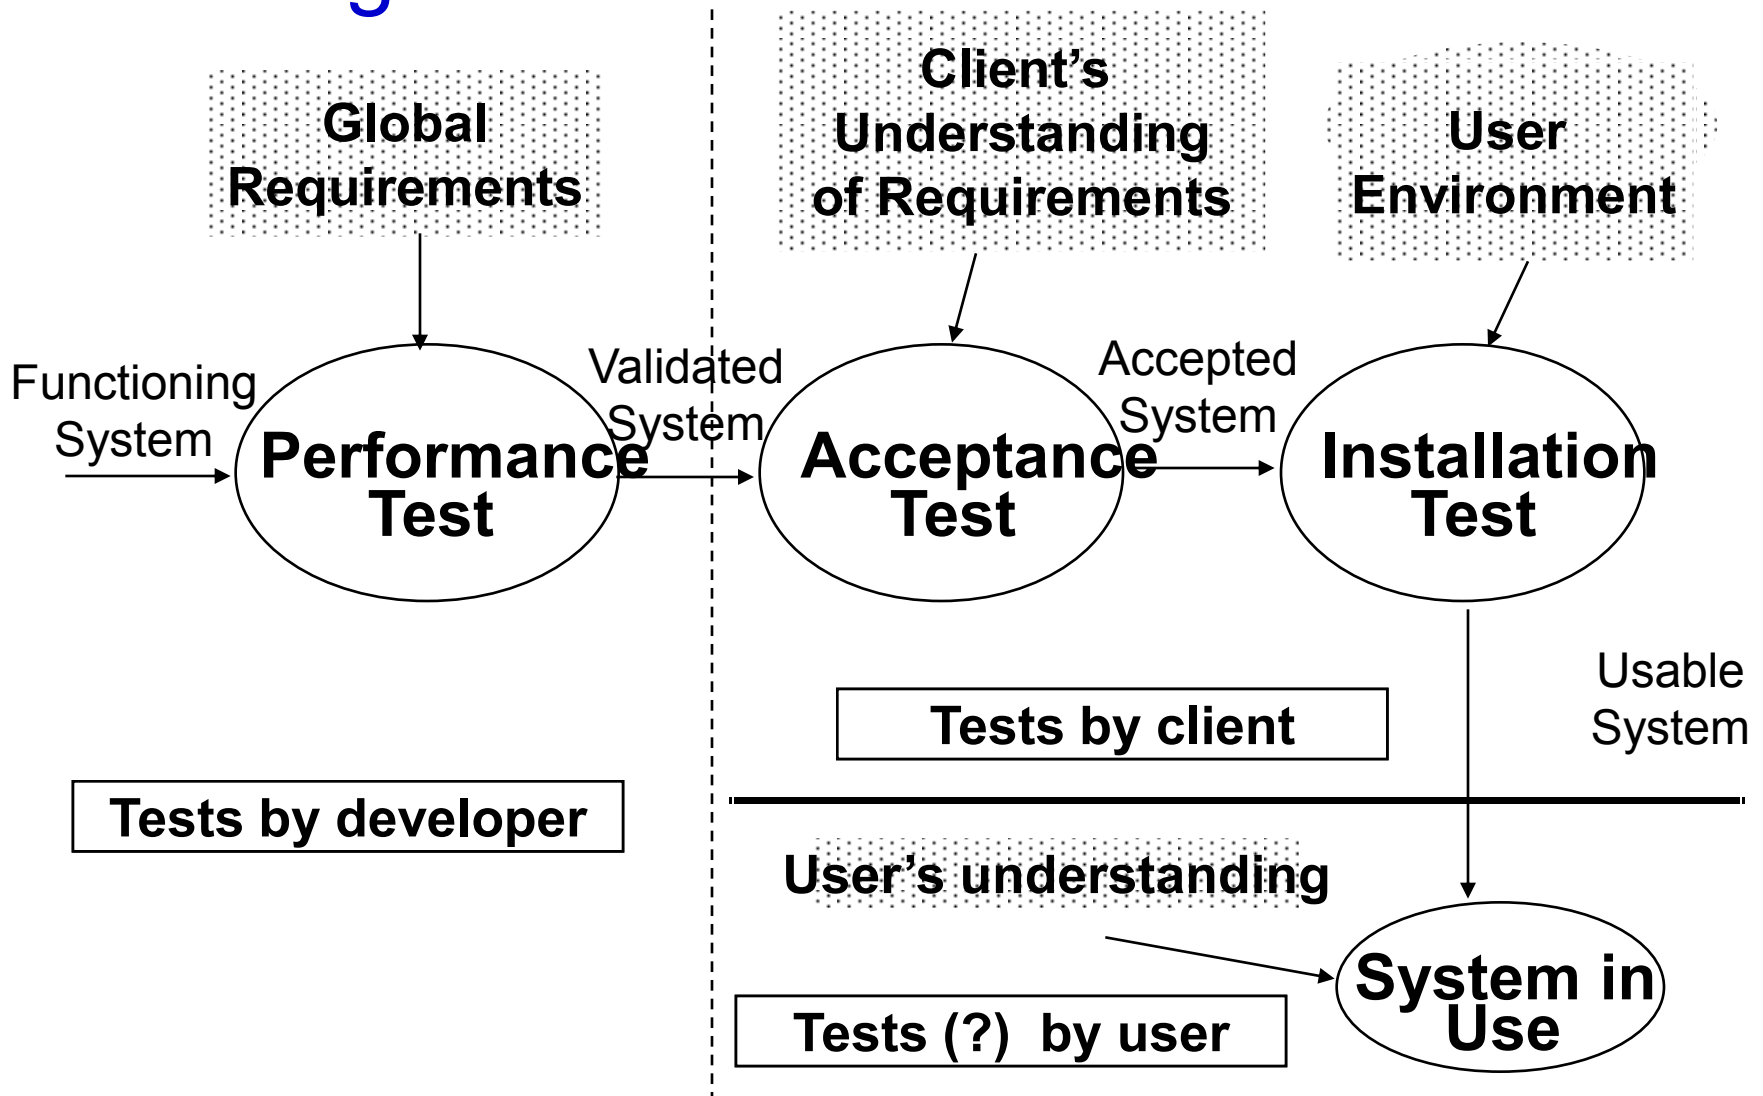 Global
Requirements
Client's
Understanding
of Requirements
User
Environment
Functioning
System
Validated
System
Accepted
System
Performance
Test
Acceptance
Test
Installation
Test
Usable
System
Tests by client
Tests by developer
User's understanding
System in
Use
Tests (?) by user